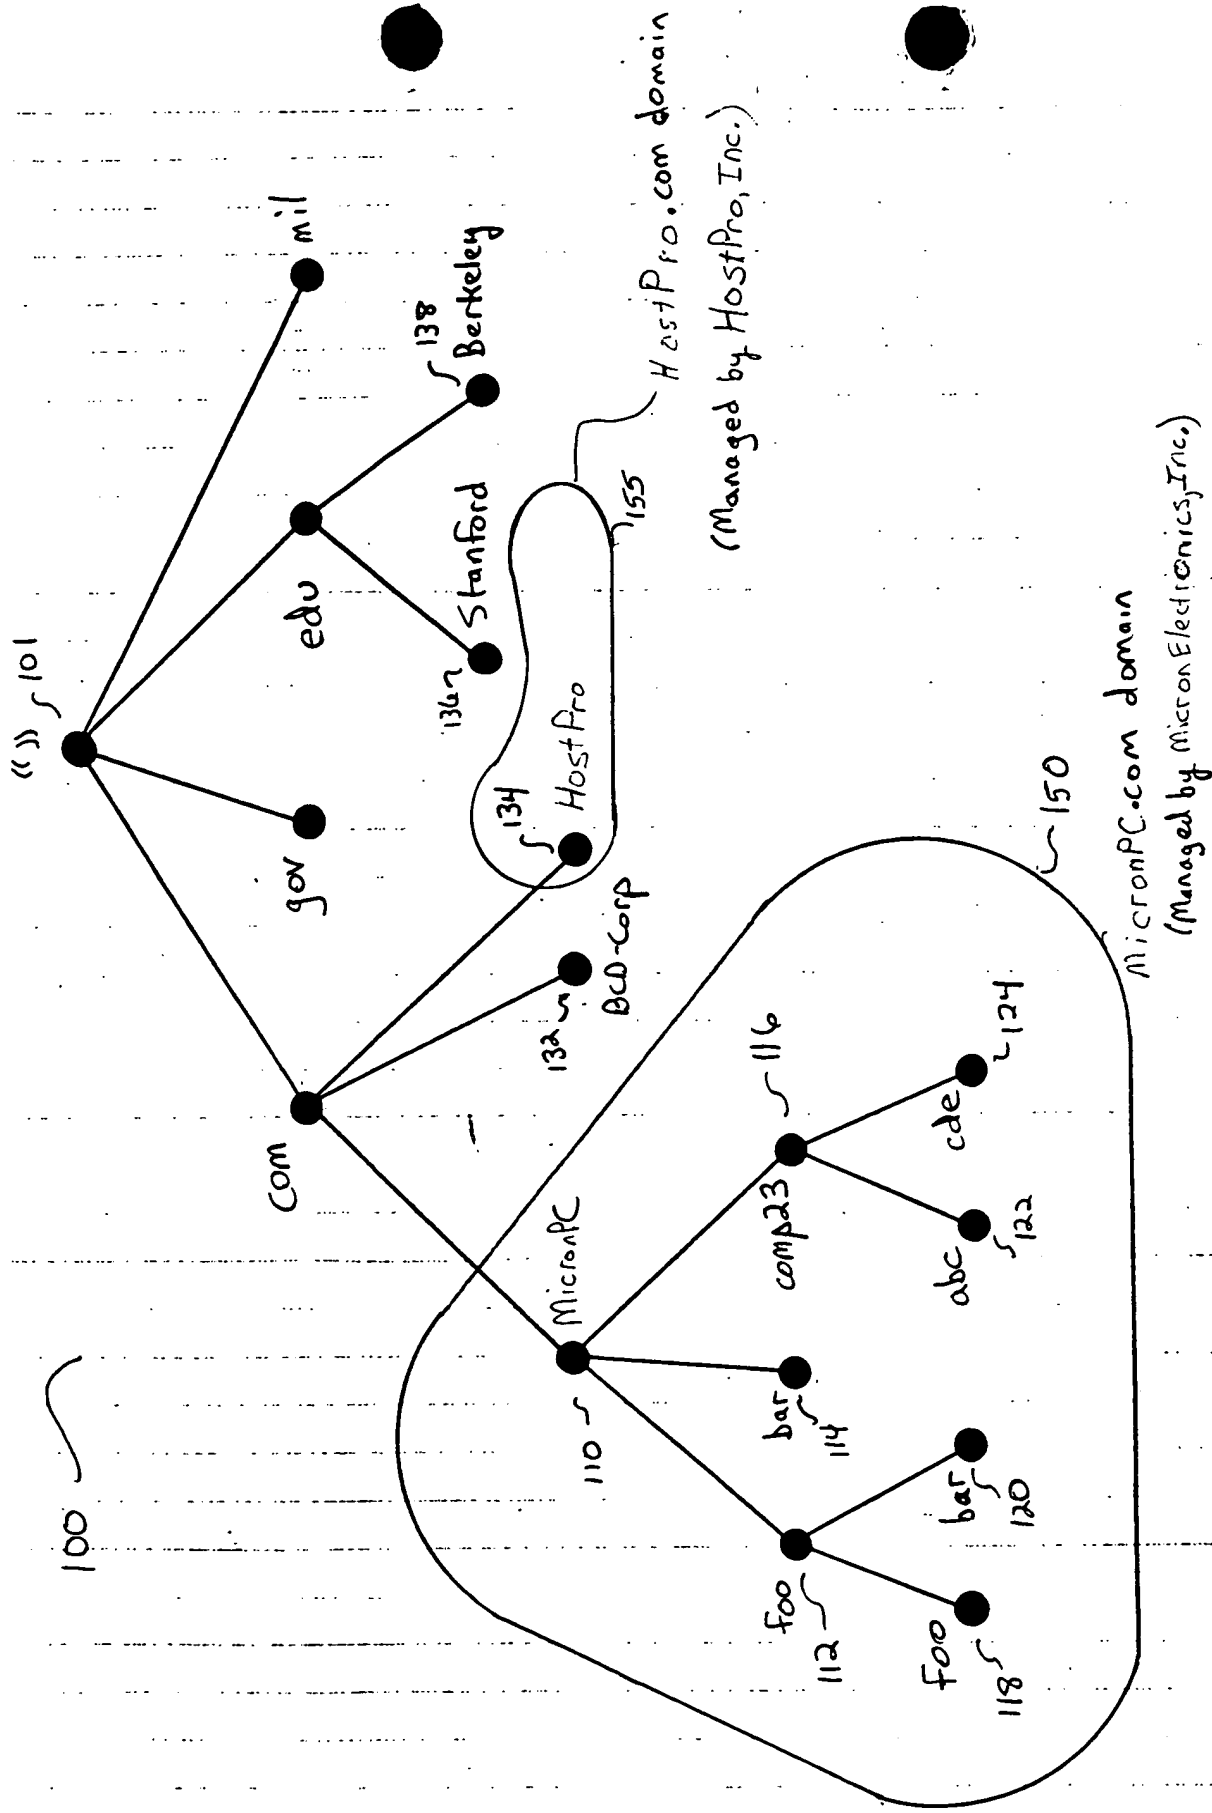 100
“ ” 101
com
gov
edu
mil
MicronPC
110
132
BCD-Corp
134
HostPro
136
Stanford
138
Berkeley
155
HostPro.com domain
(Managed by HostPro, Inc.)
foo
112
bar
114
comp23
116
foo
118
bar
120
abc
122
cde
124
150
MicronPC.com domain
(Managed by Micron Electronics, Inc.)